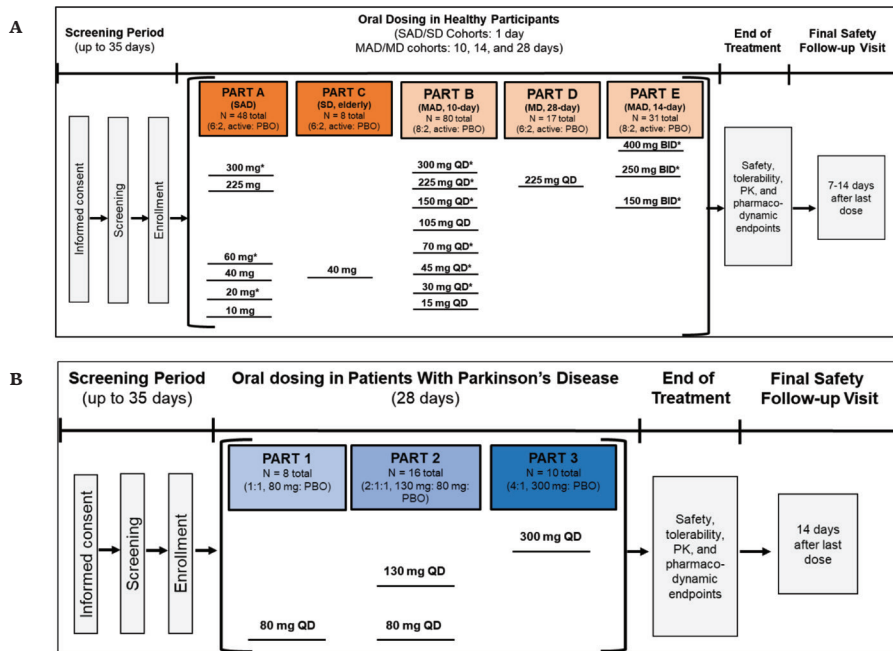 A
Screening Period
(up to 35 days)
Oral Dosing in Healthy Participants
(SAD/SD Cohorts: 1 day
MAD/MD cohorts: 10, 14, and 28 days)
End of
Treatment
Final Safety
Follow-up Visit
Informed consent
Screening
Enrollment
PART A
(SAD)
N = 48 total
(6:2, active: PBO)
300 mg*
225 mg
60 mg*
40 mg
20 mg*
10 mg
PART C
(SD, elderly)
N = 8 total
(6:2, active: PBO)
40 mg
PART B
(MAD, 10-day)
N = 80 total
(8:2, active: PBO)
300 mg QD*
225 mg QD*
150 mg QD*
105 mg QD
70 mg QD*
45 mg QD*
30 mg QD*
15 mg QD
PART D
(MD, 28-day)
N = 17 total
(6:2, active: PBO)
225 mg QD
PART E
(MAD, 14-day)
N = 31 total
(8:2, active: PBO)
400 mg BID*
250 mg BID*
150 mg BID*
Safety,
tolerability,
PK, and
pharmaco-
dynamic
endpoints
7-14 days
after last
dose
B
Screening Period
(up to 35 days)
Oral dosing in Patients With Parkinson's Disease
(28 days)
End of
Treatment
Final Safety
Follow-up Visit
Informed consent
Screening
Enrollment
PART 1
N = 8 total
(1:1, 80 mg: PBO)
80 mg QD
PART 2
N = 16 total
(2:1:1, 130 mg: 80 mg:
PBO)
130 mg QD
80 mg QD
PART 3
N = 10 total
(4:1, 300 mg: PBO)
300 mg QD
Safety,
tolerability,
PK, and
pharmaco-
dynamic
endpoints
14 days
after last
dose